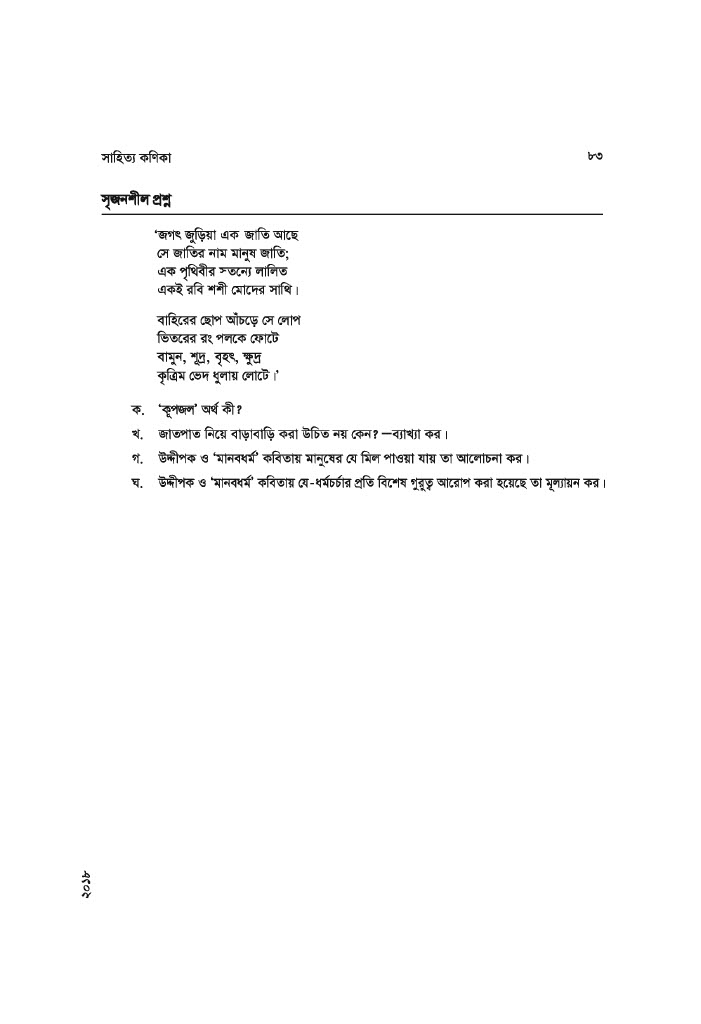 সাহিত্য কণিকা ৮৩
সৃজনশীল প্রশ্ন
‘জগৎ জুড়িয়া এক জাতি আছে
সে জাতির নাম মানুষ জাতি;
এক পৃথিবীর স্তন্যে লালিত
একই রবি শশী মোদের সাথি।
বাহিরের ছোপ আঁচড়ে সে লোপ
ভিতরের রং পলকে ফোটে
বামুন, শূদ্র, বৃহৎ, ক্ষুদ্র
কৃত্রিম ভেদ ধুলায় লোটে।’
ক. ‘কূপজল’ অর্থ কী?
খ. জাতপাত নিয়ে বাড়াবাড়ি করা উচিত নয় কেন? —ব্যাখ্যা কর।
গ. উদ্দীপক ও ‘মানবধর্ম’ কবিতায় মানুষের যে মিল পাওয়া যায় তা আলোচনা কর।
ঘ. উদ্দীপক ও ‘মানবধর্ম’ কবিতায় যে-ধর্মচর্চার প্রতি বিশেষ গুরুত্ব আরোপ করা হয়েছে তা মূল্যায়ন কর।
২০১৮